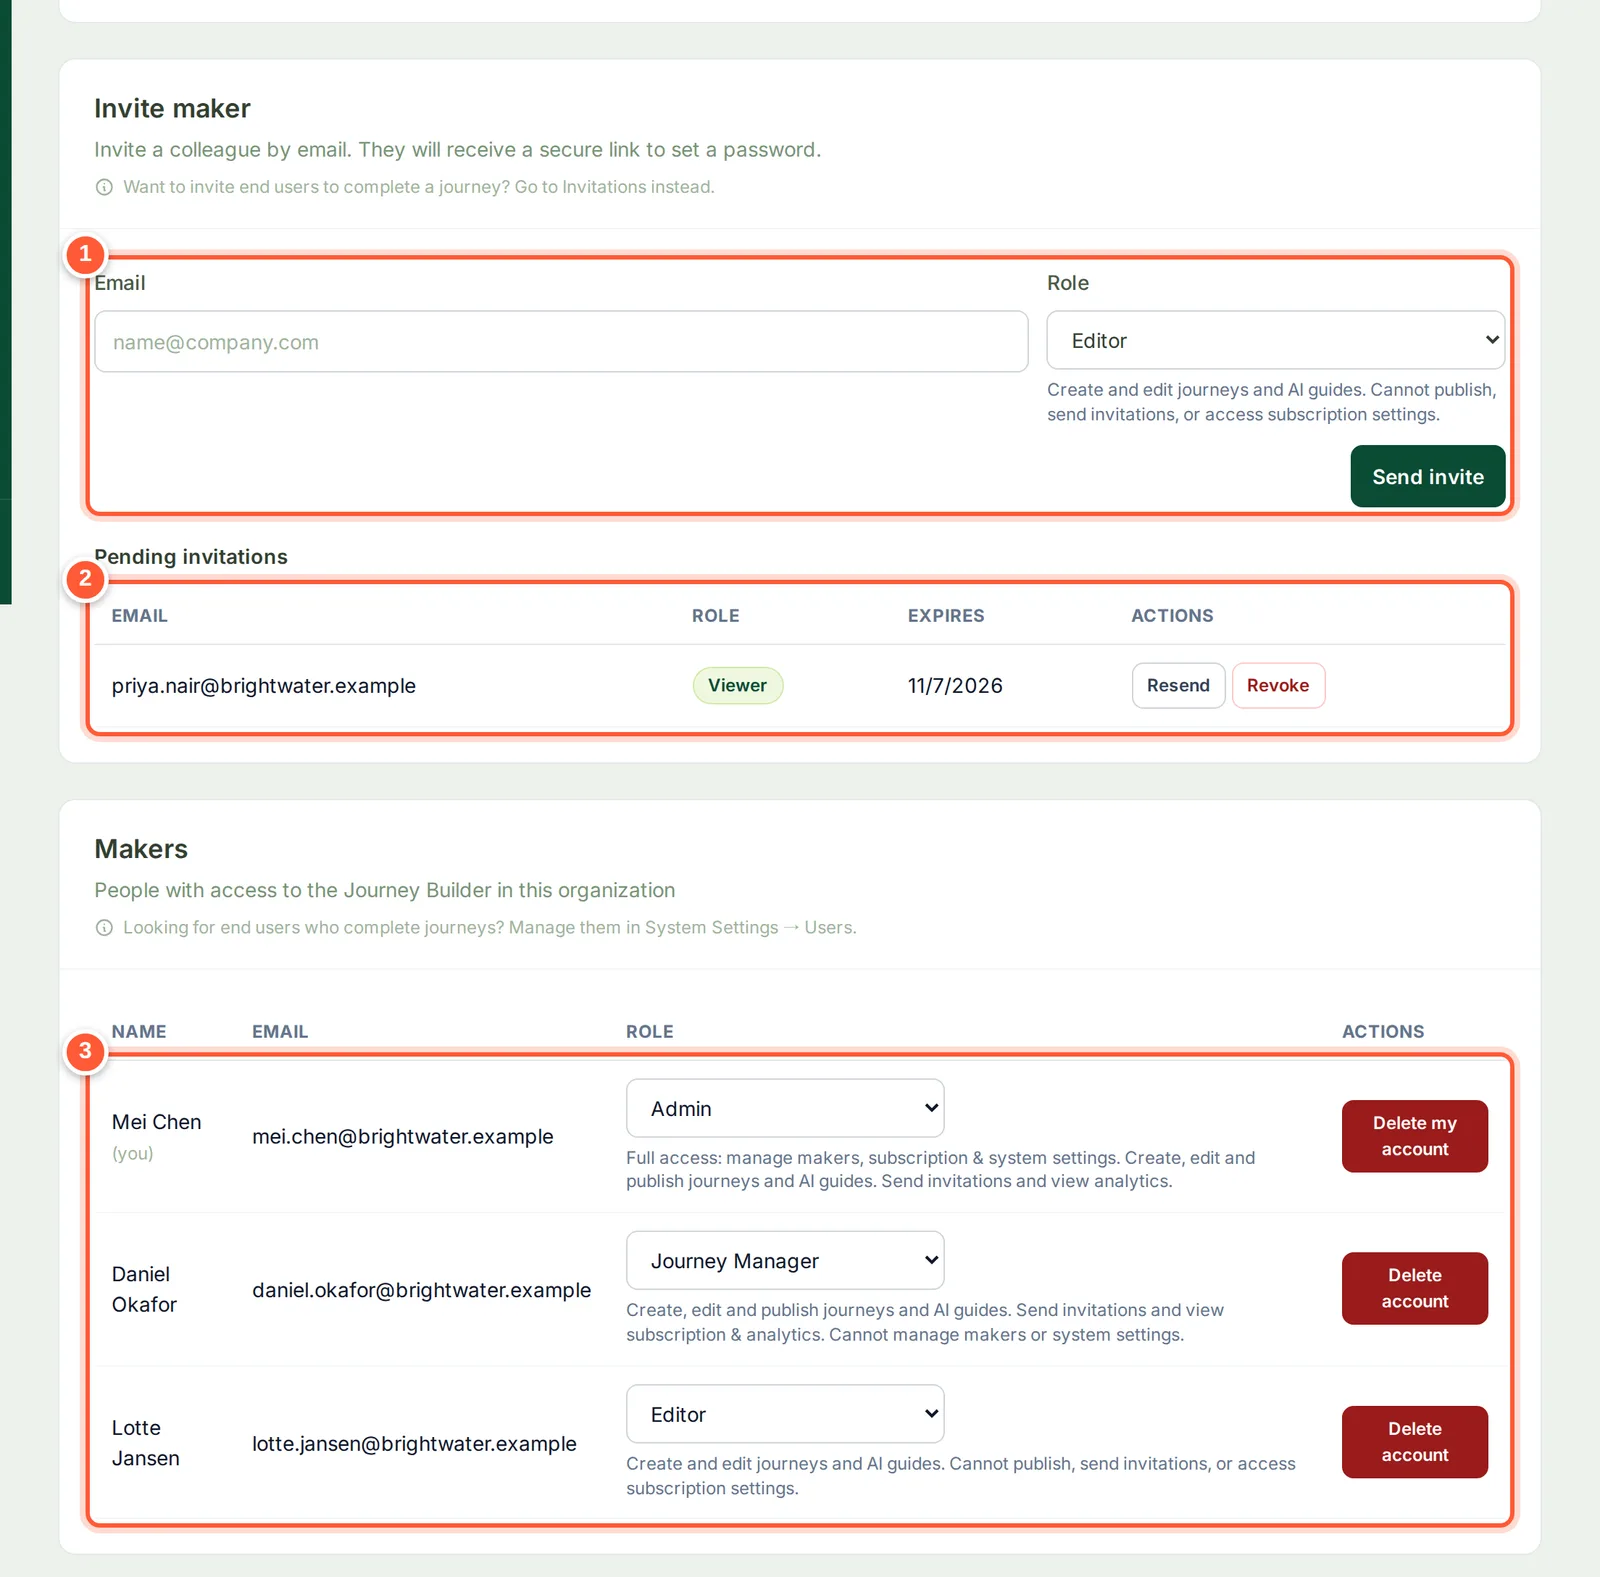 Invite maker
Invite a colleague by email. They will receive a secure link to set a password.
Want to invite end users to complete a journey? Go to Invitations instead.
1
Email
Role
name@company.com
Editor
Create and edit journeys and AI guides. Cannot publish,
send invitations, or access subscription settings.
Send invite
Pending invitations
2
EMAIL ROLE EXPIRES ACTIONS
priya.nair@brightwater.example Viewer 11/7/2026 Resend Revoke
Makers
People with access to the Journey Builder in this organization
Looking for end users who complete journeys? Manage them in System Settings → Users.
NAME EMAIL ROLE ACTIONS
3
Mei Chen
(you)
mei.chen@brightwater.example
Admin
Full access: manage makers, subscription & system settings. Create, edit and
publish journeys and AI guides. Send invitations and view analytics.
Delete my
account
Daniel
Okafor
daniel.okafor@brightwater.example
Journey Manager
Create, edit and publish journeys and AI guides. Send invitations and view
subscription & analytics. Cannot manage makers or system settings.
Delete
account
Lotte
Jansen
lotte.jansen@brightwater.example
Editor
Create and edit journeys and AI guides. Cannot publish, send invitations, or access
subscription settings.
Delete
account